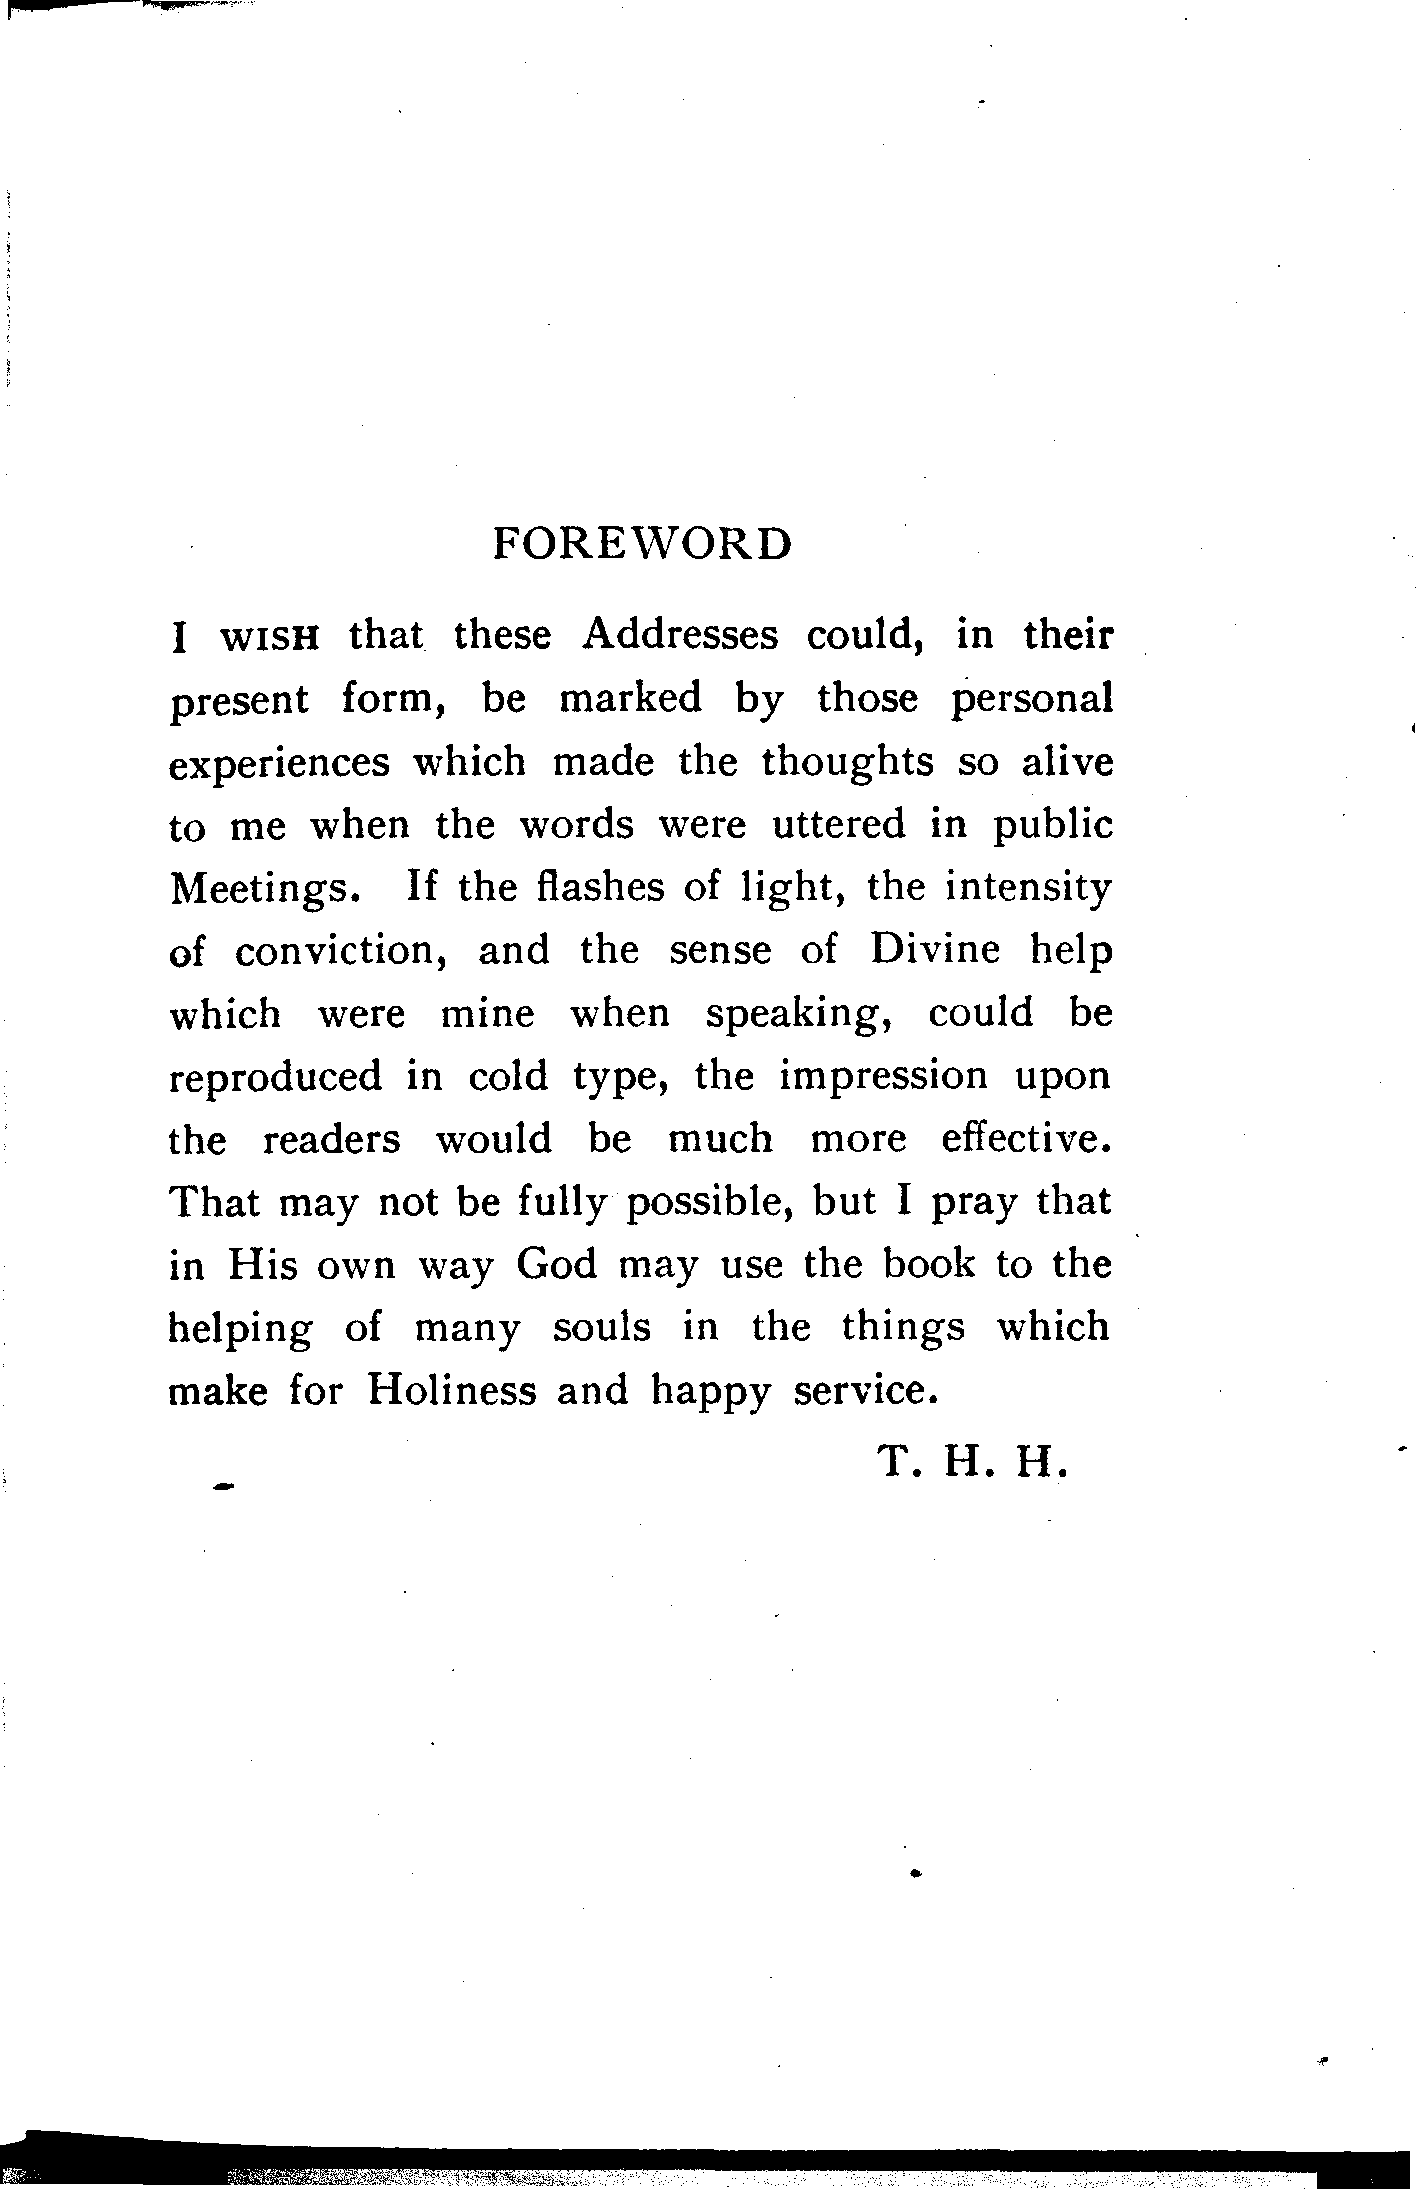 FOREWORD
I WISH that these Addresses could, in their
present form, be marked by those personal
experiences which made the thoughts so alive
to me when the words were uttered in public
Meetings. If the flashes of light, the intensity
of conviction, and the sense of Divine help
which were mine when speaking, could be
reproduced in cold type, the impression upon
the readers would be much more effective.
That may not be fully possible, but I pray that
in His own way God may use the book to the
helping of many souls in the things which
make for Holiness and happy service.
T. H. H.